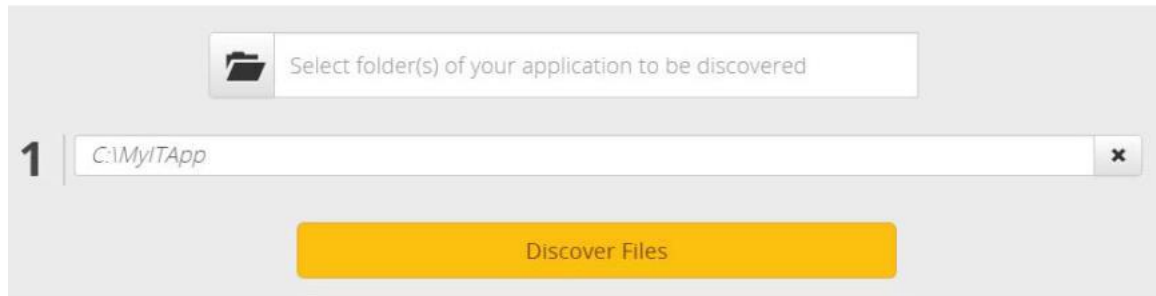 Select folder(s) of your application to be discovered
1
C:\MyITApp
Discover Files